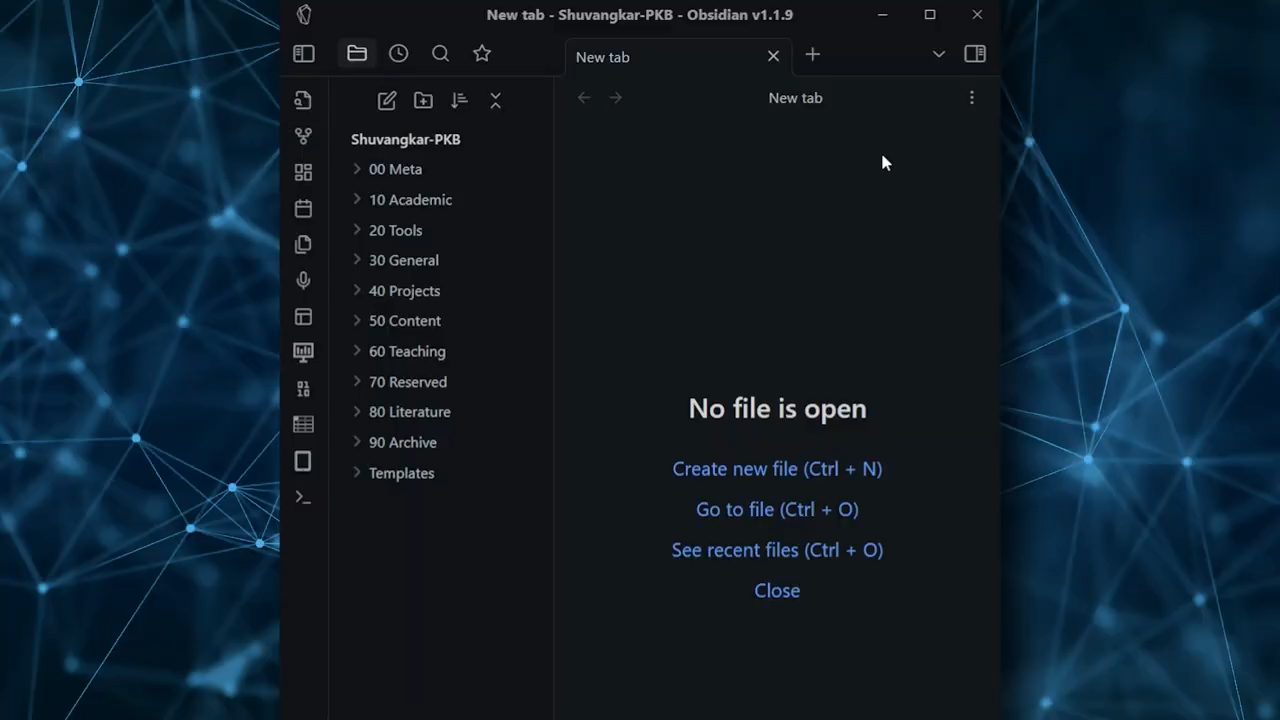 New tab - Shuvangkar-PKB - Obsidian v1.1.9
New tab
New tab
Shuvangkar-PKB
00 Meta
10 Academic
20 Tools
30 General
40 Projects
50 Content
60 Teaching
70 Reserved
80 Literature
90 Archive
Templates
No file is open
Create new file (Ctrl + N)
Go to file (Ctrl + O)
See recent files (Ctrl + O)
Close